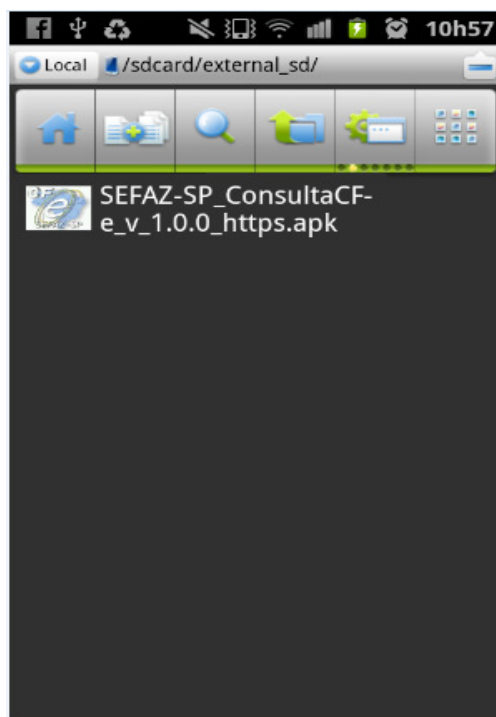 10h57
Local /sdcard/external_sd/
SEFAZ-SP_ConsultaCF-
e_v_1.0.0_https.apk